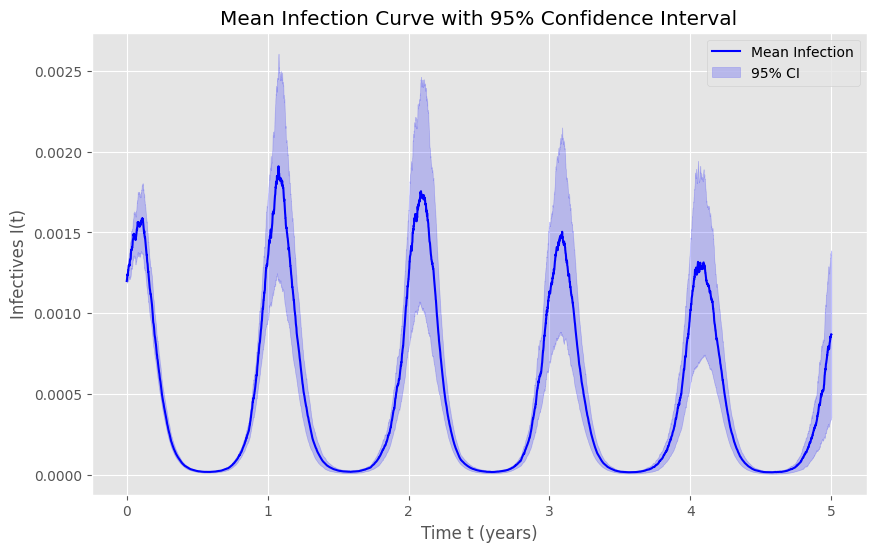 Mean Infection Curve with 95% Confidence Interval
Mean Infection
95% CI
0.0025
0.0020
0.0015
0.0010
0.0005
0.0000
Infectives I(t)
0 1 2 3 4 5
Time t (years)